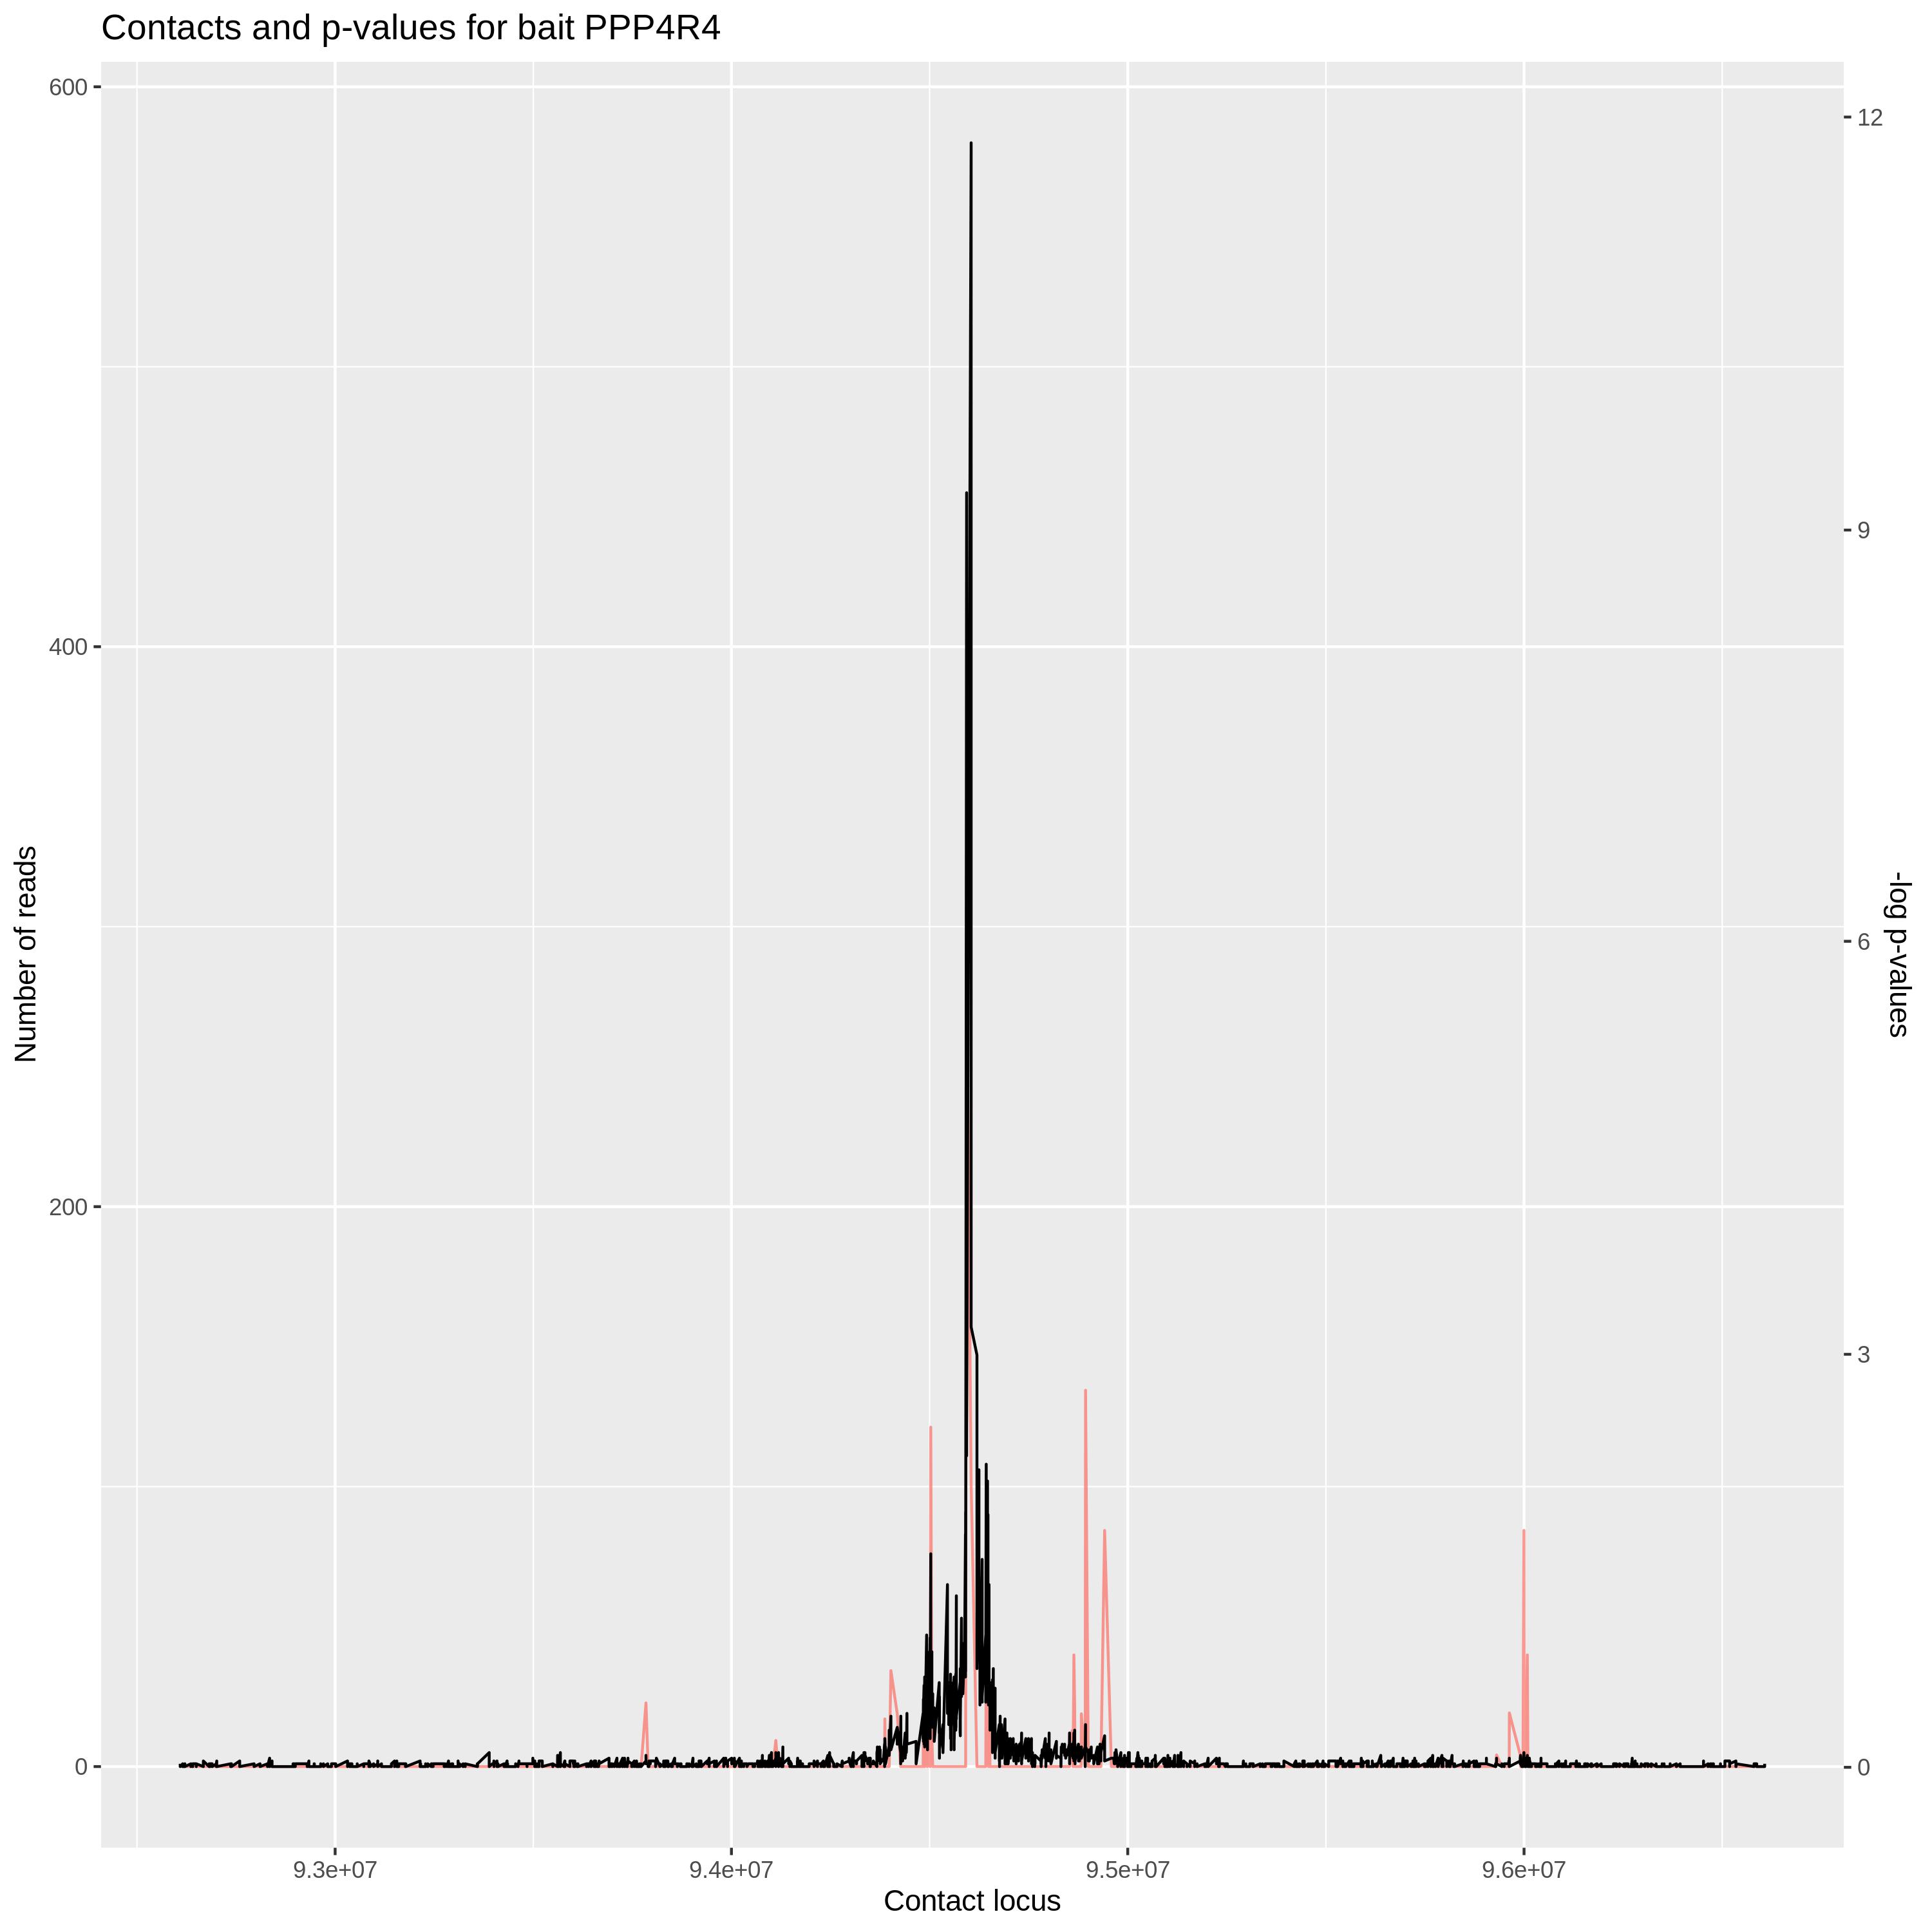 Contacts and p-values for bait PPP4R4
600
400
200
0
12
9
6
3
0
Number of reads
-log p-values
9.3e+07
9.4e+07
9.5e+07
9.6e+07
Contact locus